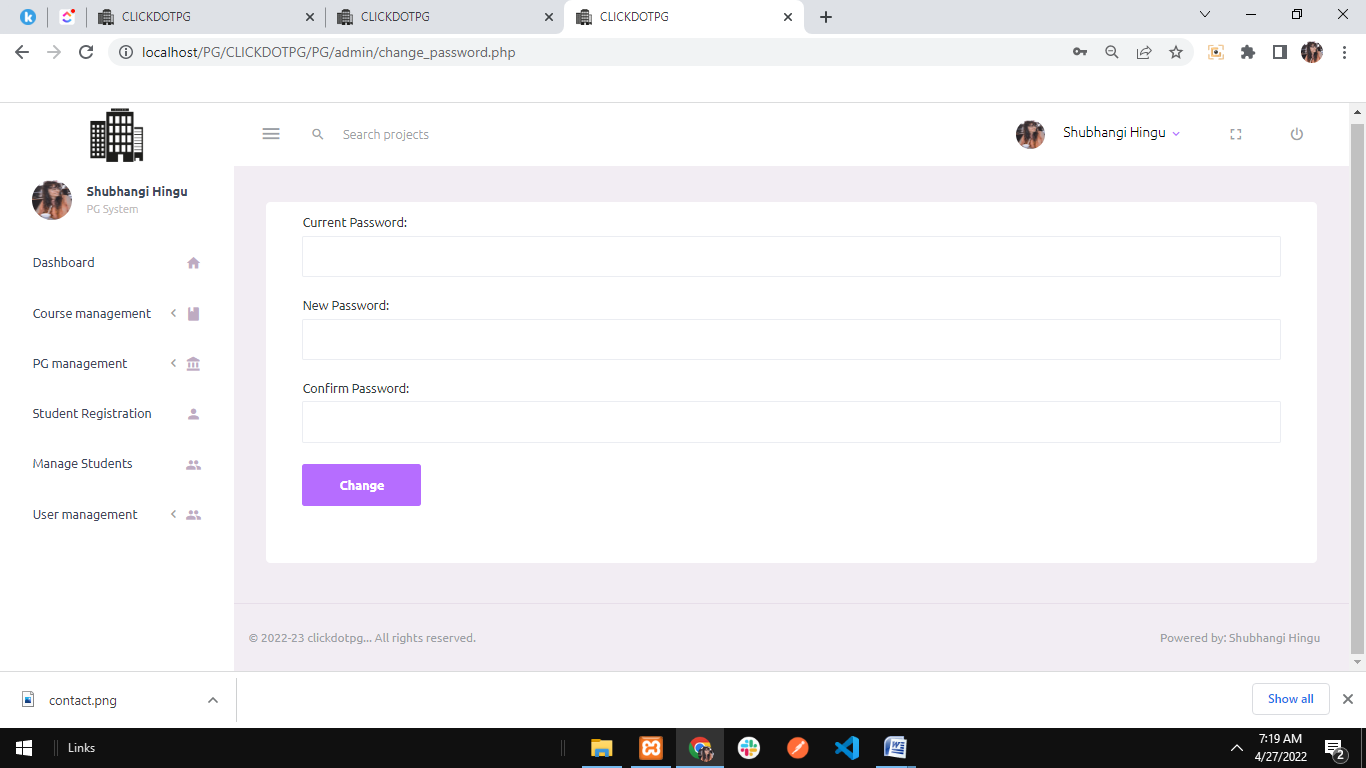 CLICKDOTPG
CLICKDOTPG
CLICKDOTPG
localhost/PG/CLICKDOTPG/PG/admin/change_password.php
Search projects
Shubhangi Hingu
Shubhangi Hingu
PG System
Dashboard
Course management
PG management
Student Registration
Manage Students
User management
Current Password:
New Password:
Confirm Password:
Change
© 2022-23 clickdotpg... All rights reserved.
Powered by: Shubhangi Hingu
contact.png
Show all
Links
7:19 AM
4/27/2022
2